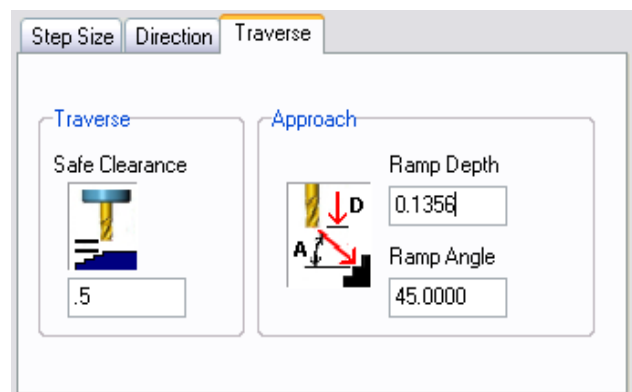 Step Size Direction Traverse
Traverse
Safe Clearance
.5
Approach
D
A
Ramp Depth
0.1356
Ramp Angle
45.0000